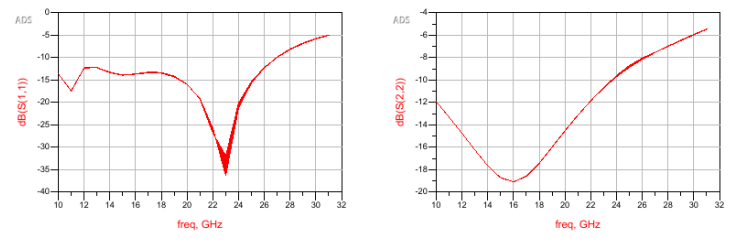 ADS
0
-5
-10
-15
-20
-25
-30
-35
-40
dB(S(1,1))
10 12 14 16 18 20 22 24 26 28 30 32
freq, GHz
ADS
-4
-6
-8
-10
-12
-14
-16
-18
-20
dB(S(2,2))
10 12 14 16 18 20 22 24 26 28 30 32
freq, GHz